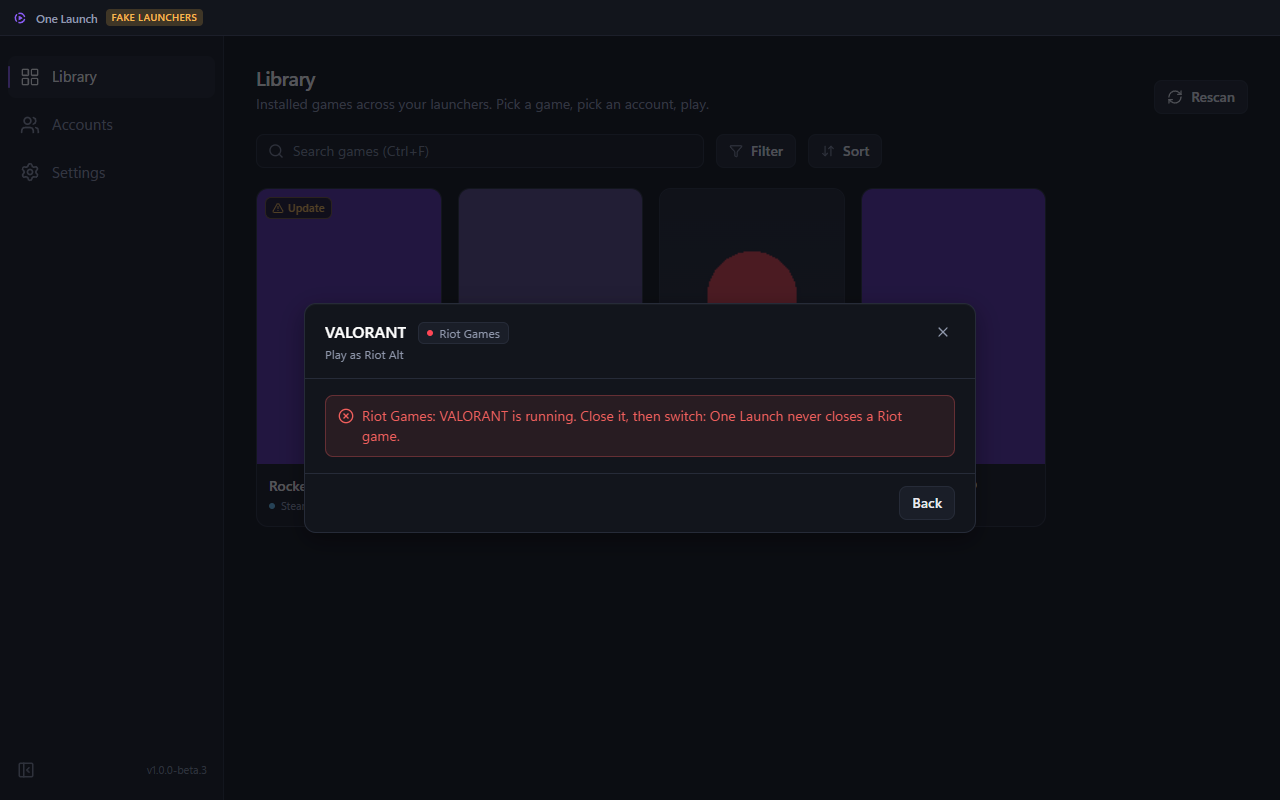 One Launch FAKE LAUNCHERS
Library
Accounts
Settings
Library
Installed games across your launchers. Pick a game, pick an account, play.
Rescan
Search games (Ctrl+F)
Filter
Sort
Update
VALORANT
Riot Games
Play as Riot Alt
Riot Games: VALORANT is running. Close it, then switch: One Launch never closes a Riot
game.
Back
v1.0.0-beta.3